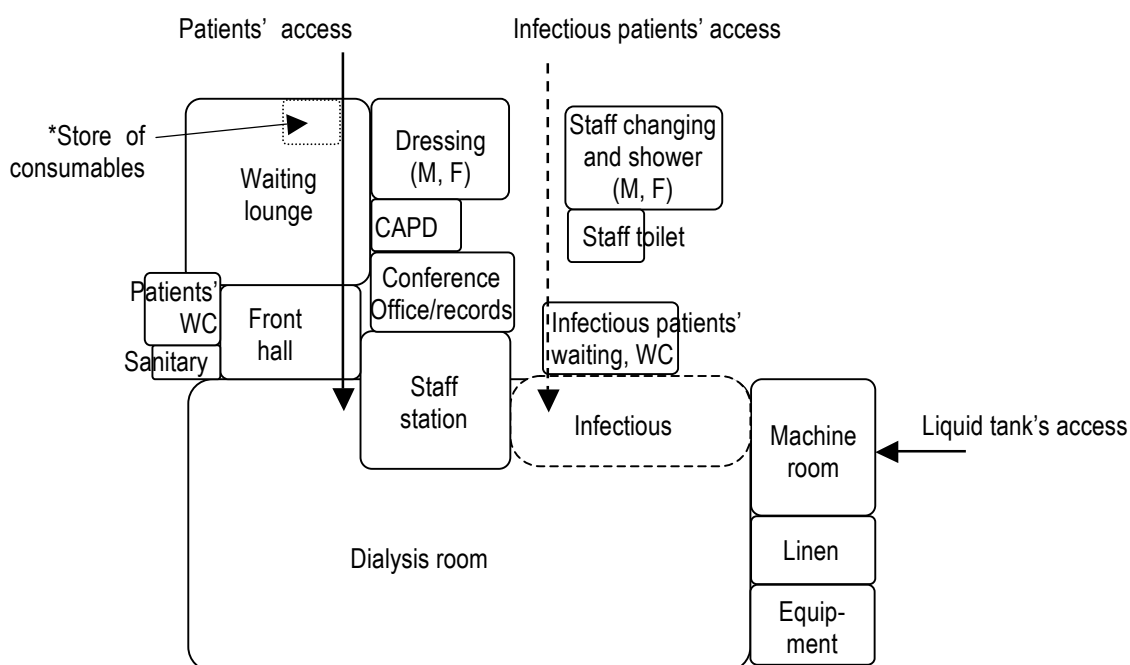 Patients’ access
Infectious patients’ access
*Store of
consumables
Waiting
lounge
Dressing
(M, F)
CAPD
Conference
Office/records
Staff changing
and shower
(M, F)
Staff toilet
Patients’
WC
Sanitary
Front
hall
Infectious patients’
waiting, WC
Staff
station
Infectious
Machine
room
Liquid tank’s access
Dialysis room
Linen
Equip-
ment